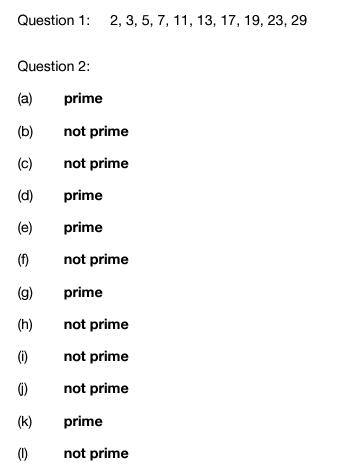 Question 1: 2, 3, 5, 7, 11, 13, 17, 19, 23, 29
Question 2:
(a) prime
(b) not prime
(c) not prime
(d) prime
(e) prime
(f) not prime
(g) prime
(h) not prime
(i) not prime
(j) not prime
(k) prime
(l) not prime